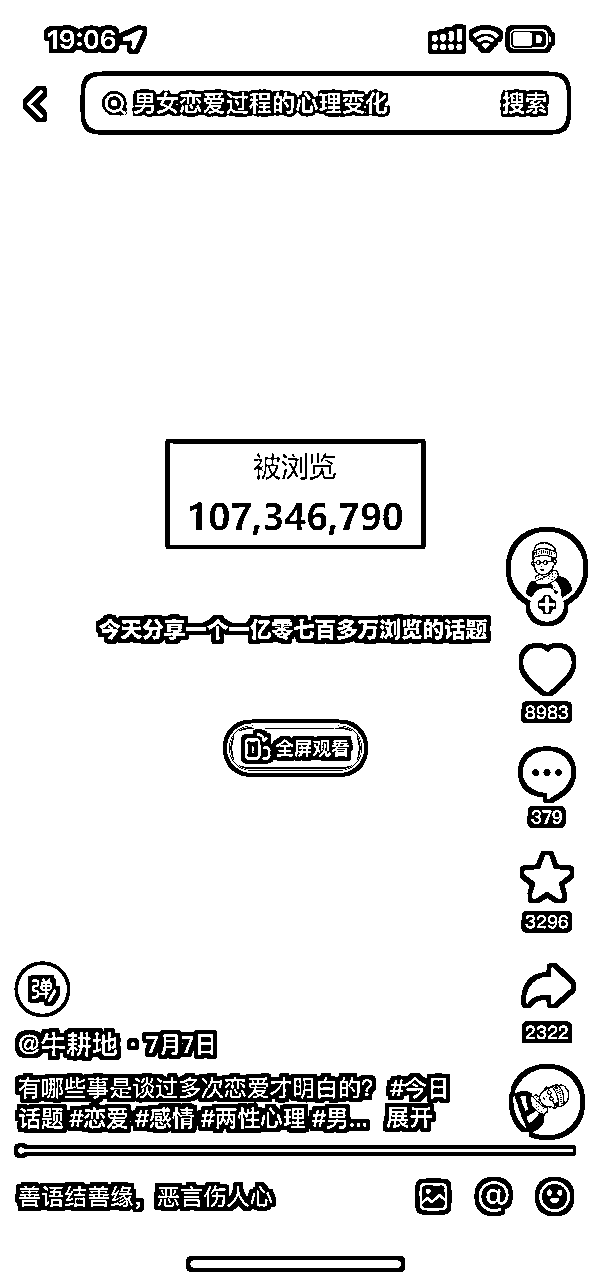 19:06
男女恋爱过程的心理变化 搜索
被浏览
107,346,790
今天分享一个一亿零七百多万浏览的话题
8983
全屏观看
379
3296
弹
2322
@牛耕地 · 7月7日
有哪些事是谈过多次恋爱才明白的? #今日
话题 #恋爱 #感情 #两性心理 #男... 展开
善语结善缘，恶言伤人心